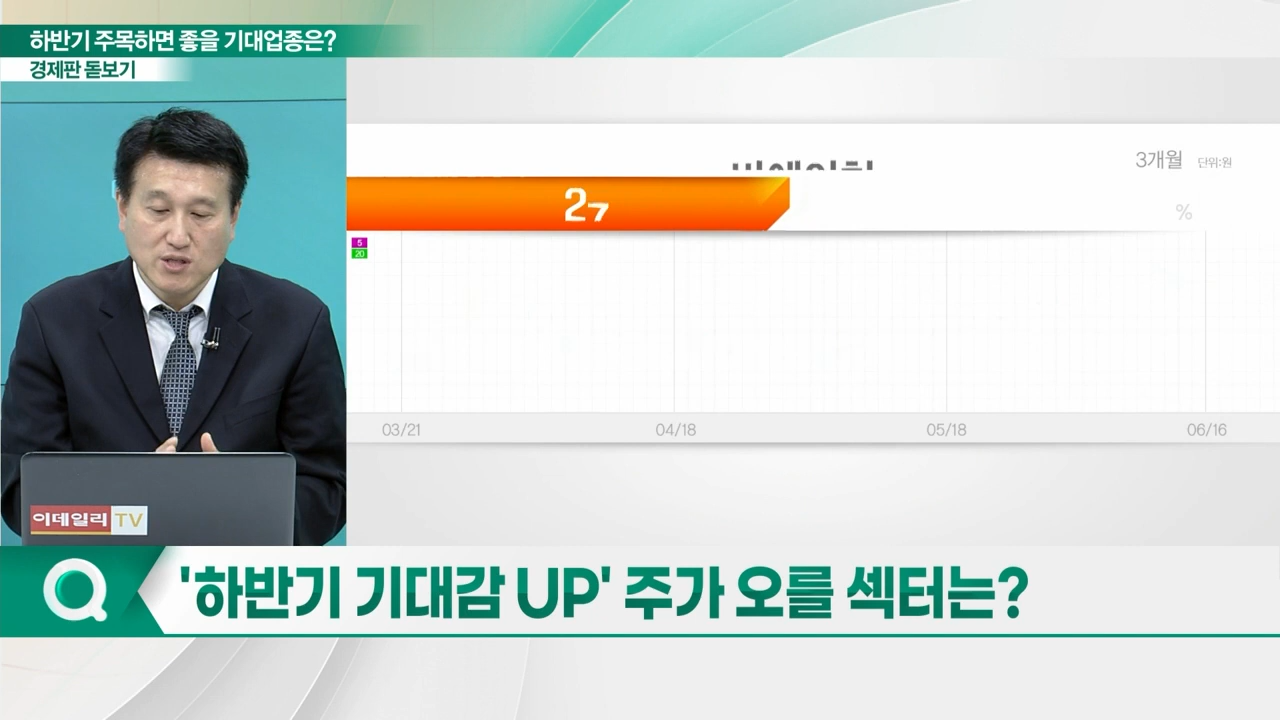 하반기 주목하면 좋을 기대업종은?
경제판 돋보기
3개월 단위:원
%
5
20
03/21 04/18 05/18 06/16
이데일리 TV
'하반기 기대감 UP' 주가 오를 섹터는?